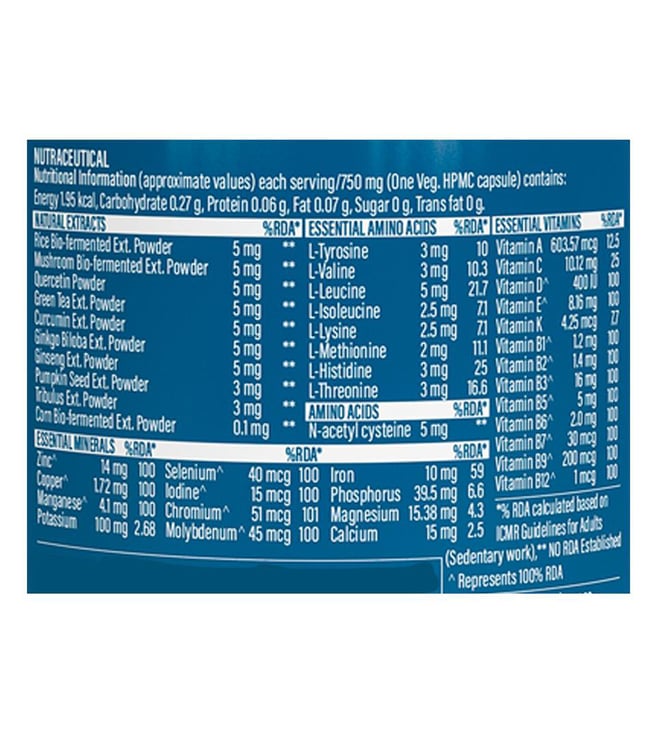 NUTRACEUTICAL
Nutritional Information (approximate values) each serving/750 mg (One Veg. HPMC capsule) contains:
Energy 1.95 kcal, Carbohydrate 0.27 g, Protein 0.06 g, Fat 0.07 g, Sugar 0 g, Trans fat 0 g.
NATURAL EXTRACTS %RDA*
Rice Bio-fermented Ext. Powder 5 mg **
Mushroom Bio-fermented Ext. Powder 5 mg **
Quercetin Powder 5 mg **
Green Tea Ext. Powder 5 mg **
Curcumin Ext. Powder 5 mg **
Ginkgo Biloba Ext. Powder 5 mg **
Ginseng Ext. Powder 5 mg **
Pumpkin Seed Ext. Powder 3 mg **
Tribulus Ext. Powder 3 mg **
Corn Bio-fermented Ext. Powder 0.1 mg **
ESSENTIAL AMINO ACIDS %RDA*
L-Tyrosine 3 mg 10
L-Valine 3 mg 10.3
L-Leucine 5 mg 21.7
L-Isoleucine 2.5 mg 7.1
L-Lysine 2.5 mg 7.1
L-Methionine 2 mg 11.1
L-Histidine 3 mg 25
L-Threonine 3 mg 16.6
AMINO ACIDS %RDA*
N-acetyl cysteine 5 mg **
ESSENTIAL VITAMINS %RDA*
Vitamin A 603.57 mcg 12.5
Vitamin C 10.12 mg 25
Vitamin D^ 400 IU 100
Vitamin E^ 8.16 mg 100
Vitamin K 4.25 mcg 7.7
Vitamin B1^ 1.2 mg 100
Vitamin B2^ 1.4 mg 100
Vitamin B3^ 16 mg 100
Vitamin B5^ 5 mg 100
Vitamin B6^ 2.0 mg 100
Vitamin B7^ 30 mcg 100
Vitamin B9^ 200 mcg 100
Vitamin B12^ 1 mcg 100
ESSENTIAL MINERALS %RDA* %RDA* %RDA*
Zinc^ 14 mg 100 Selenium^ 40 mcg 100 Iron 10 mg 59
Copper^ 1.72 mg 100 Iodine^ 15 mcg 100 Phosphorus 39.5 mg 6.6
Manganese^ 4.1 mg 100 Chromium^ 51 mcg 101 Magnesium 15.38 mg 4.3
Potassium 100 mg 2.68 Molybdenum^ 45 mcg 100 Calcium 15 mg 2.5
*% RDA calculated based on
ICMR Guidelines for Adults
(Sedentary work),** NO RDA Established
^ Represents 100% RDA